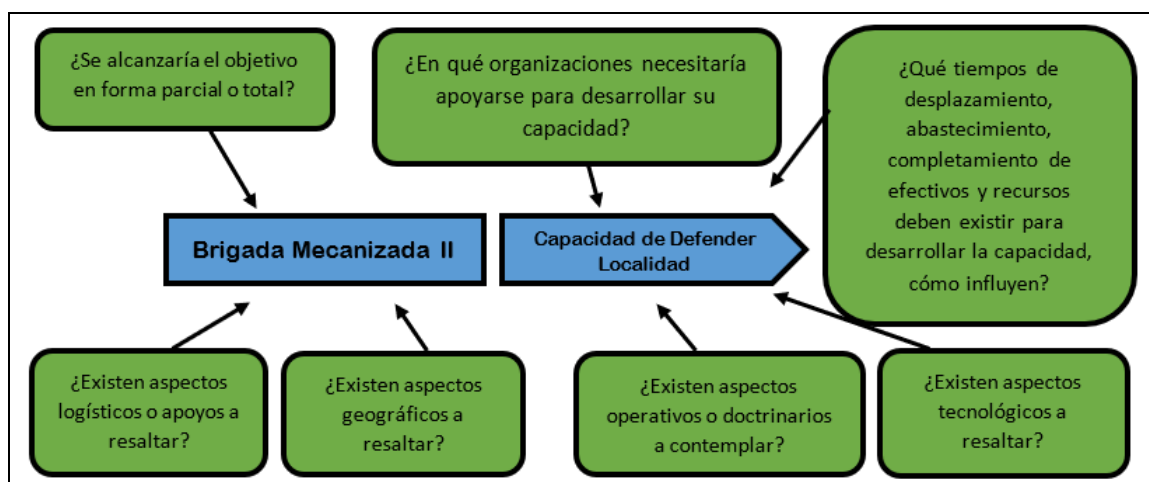 ¿Se alcanzaría el objetivo
en forma parcial o total?
¿En qué organizaciones necesitaría
apoyarse para desarrollar su
capacidad?
¿Qué tiempos de
desplazamiento,
abastecimiento,
completamiento de
efectivos y recursos
deben existir para
desarrollar la capacidad,
cómo influyen?
Brigada Mecanizada II
Capacidad de Defender
Localidad
¿Existen aspectos
logísticos o apoyos a
resaltar?
¿Existen aspectos
geográficos a
resaltar?
¿Existen aspectos
operativos o doctrinarios
a contemplar?
¿Existen aspectos
tecnológicos a
resaltar?